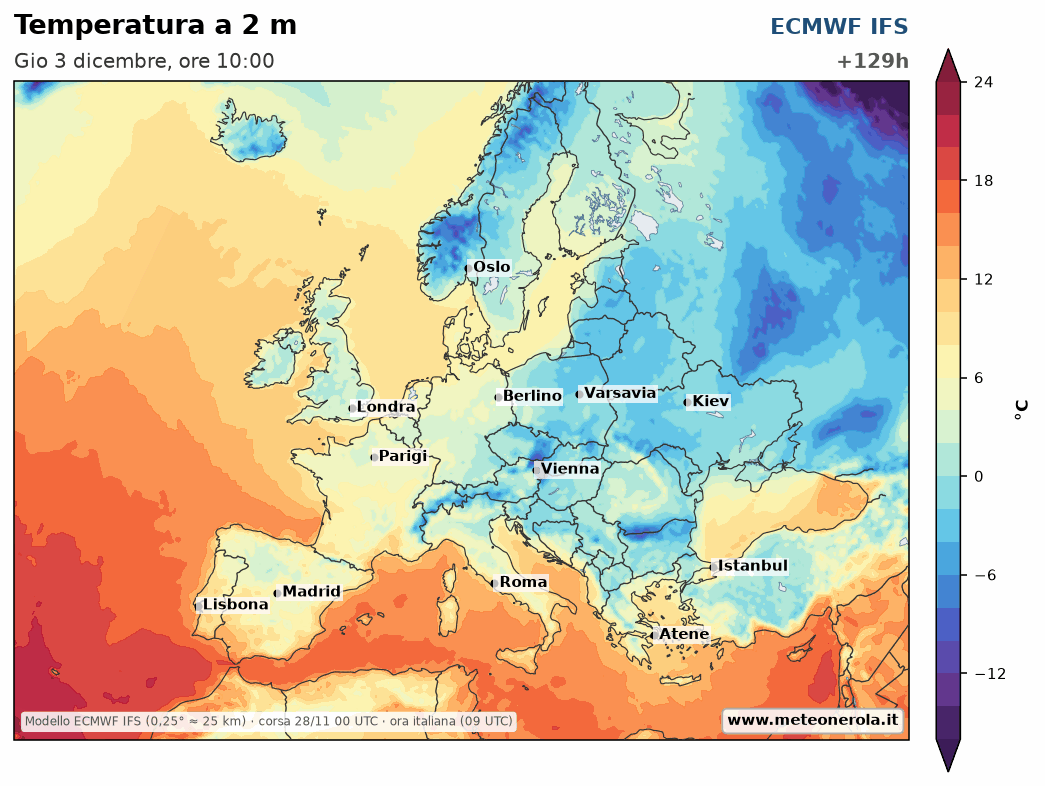 Temperatura a 2 m
ECMWF IFS
Gio 3 dicembre, ore 10:00
+129h
24
18
12
6
0
−6
−12
°C
Oslo
Londra
Berlino
Varsavia
Kiev
Parigi
Vienna
Istanbul
Roma
Madrid
Lisbona
Atene
Modello ECMWF IFS (0,25° ≈ 25 km) · corsa 28/11 00 UTC · ora italiana (09 UTC)
www.meteonerola.it